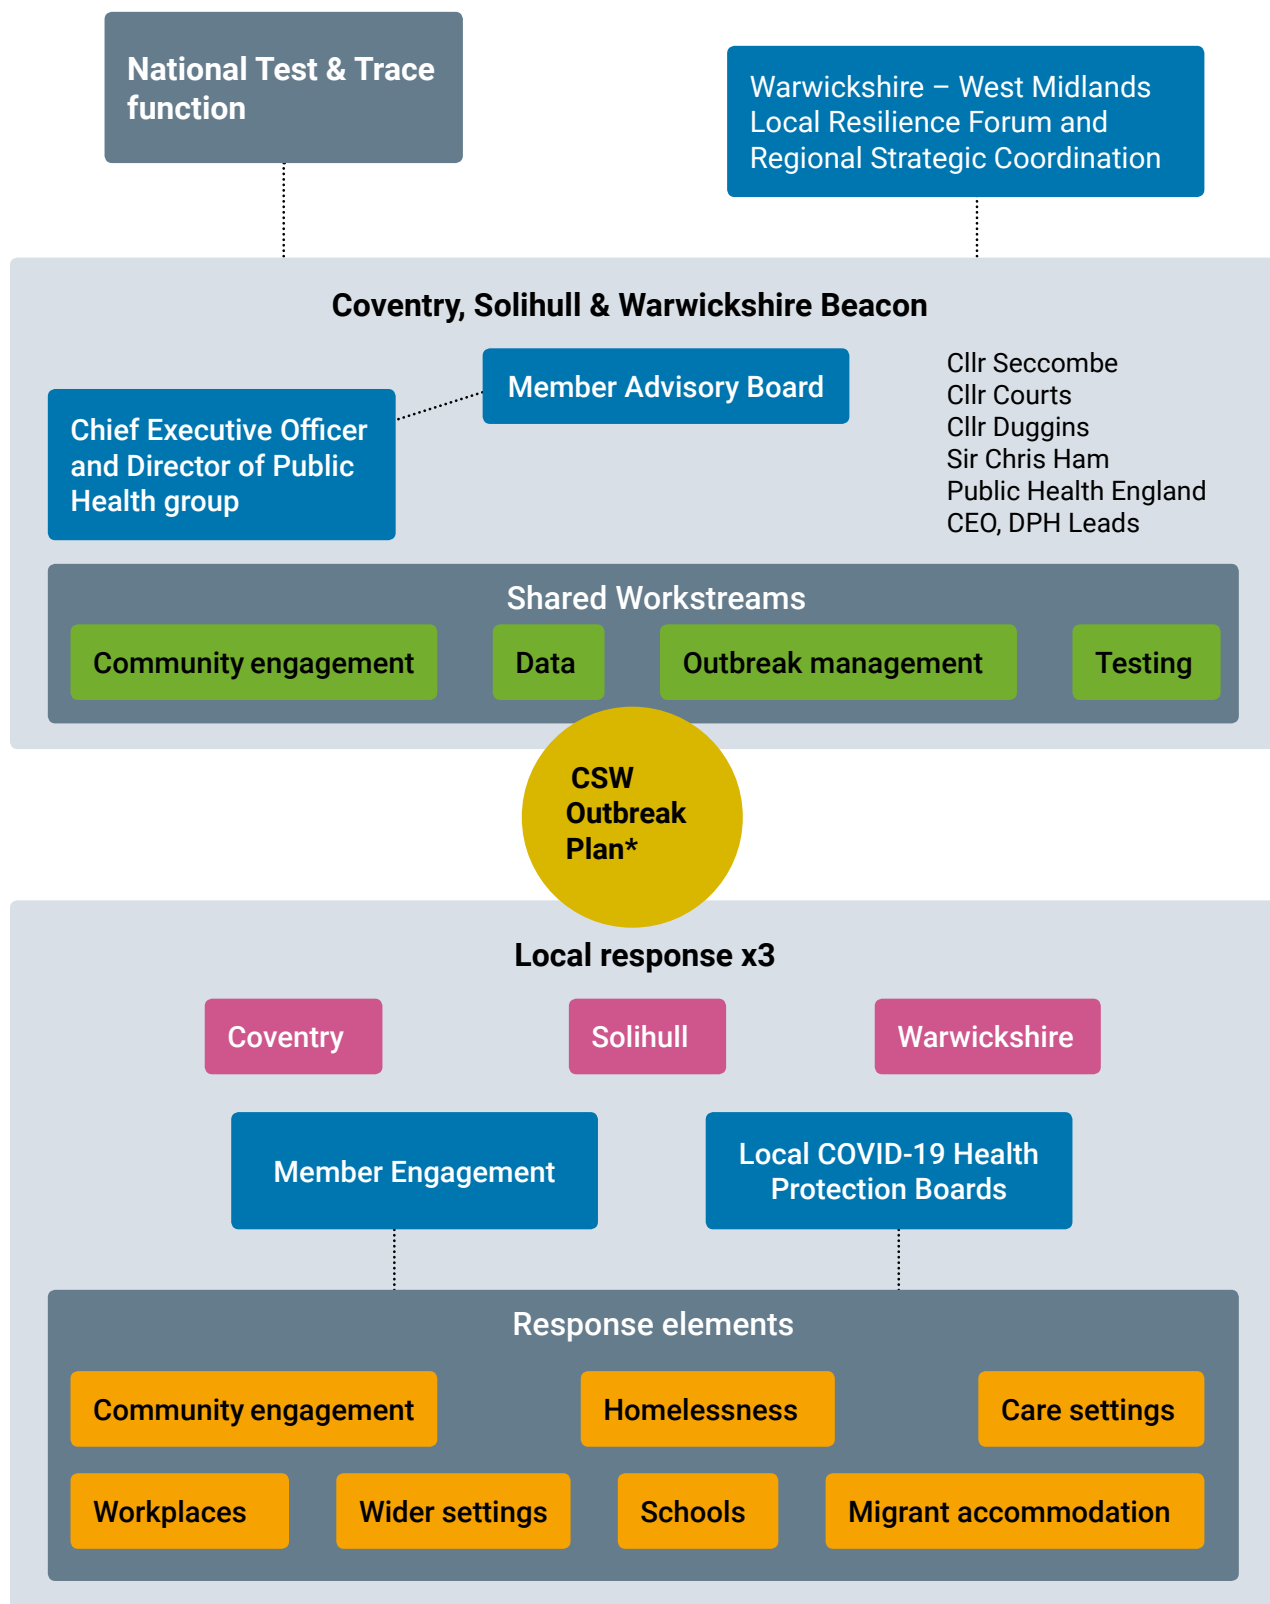 National Test & Trace
function
Warwickshire – West Midlands
Local Resilience Forum and
Regional Strategic Coordination
Coventry, Solihull & Warwickshire Beacon
Chief Executive Officer
and Director of Public
Health group
Member Advisory Board
Cllr Seccombe
Cllr Courts
Cllr Duggins
Sir Chris Ham
Public Health England
CEO, DPH Leads
Shared Workstreams
Community engagement
Data
Outbreak management
Testing
CSW
Outbreak
Plan*
Local response x3
Coventry
Solihull
Warwickshire
Member Engagement
Local COVID-19 Health
Protection Boards
Response elements
Community engagement
Homelessness
Care settings
Workplaces
Wider settings
Schools
Migrant accommodation